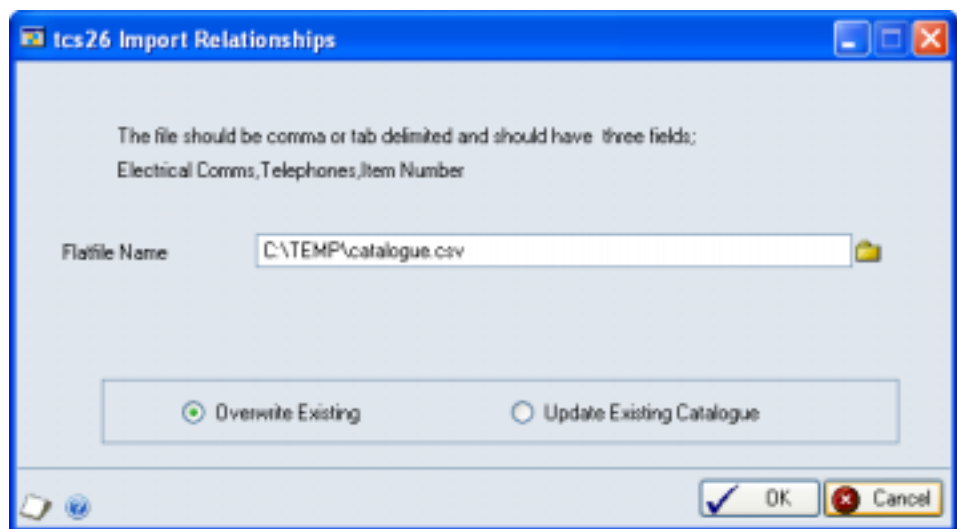 tcs26 Import Relationships
The file should be comma or tab delimited and should have three fields;
Electrical Comms,Telephones,Item Number
Flatfile Name C:\TEMP\catalogue.csv
Overwrite Existing Update Existing Catalogue
OK Cancel